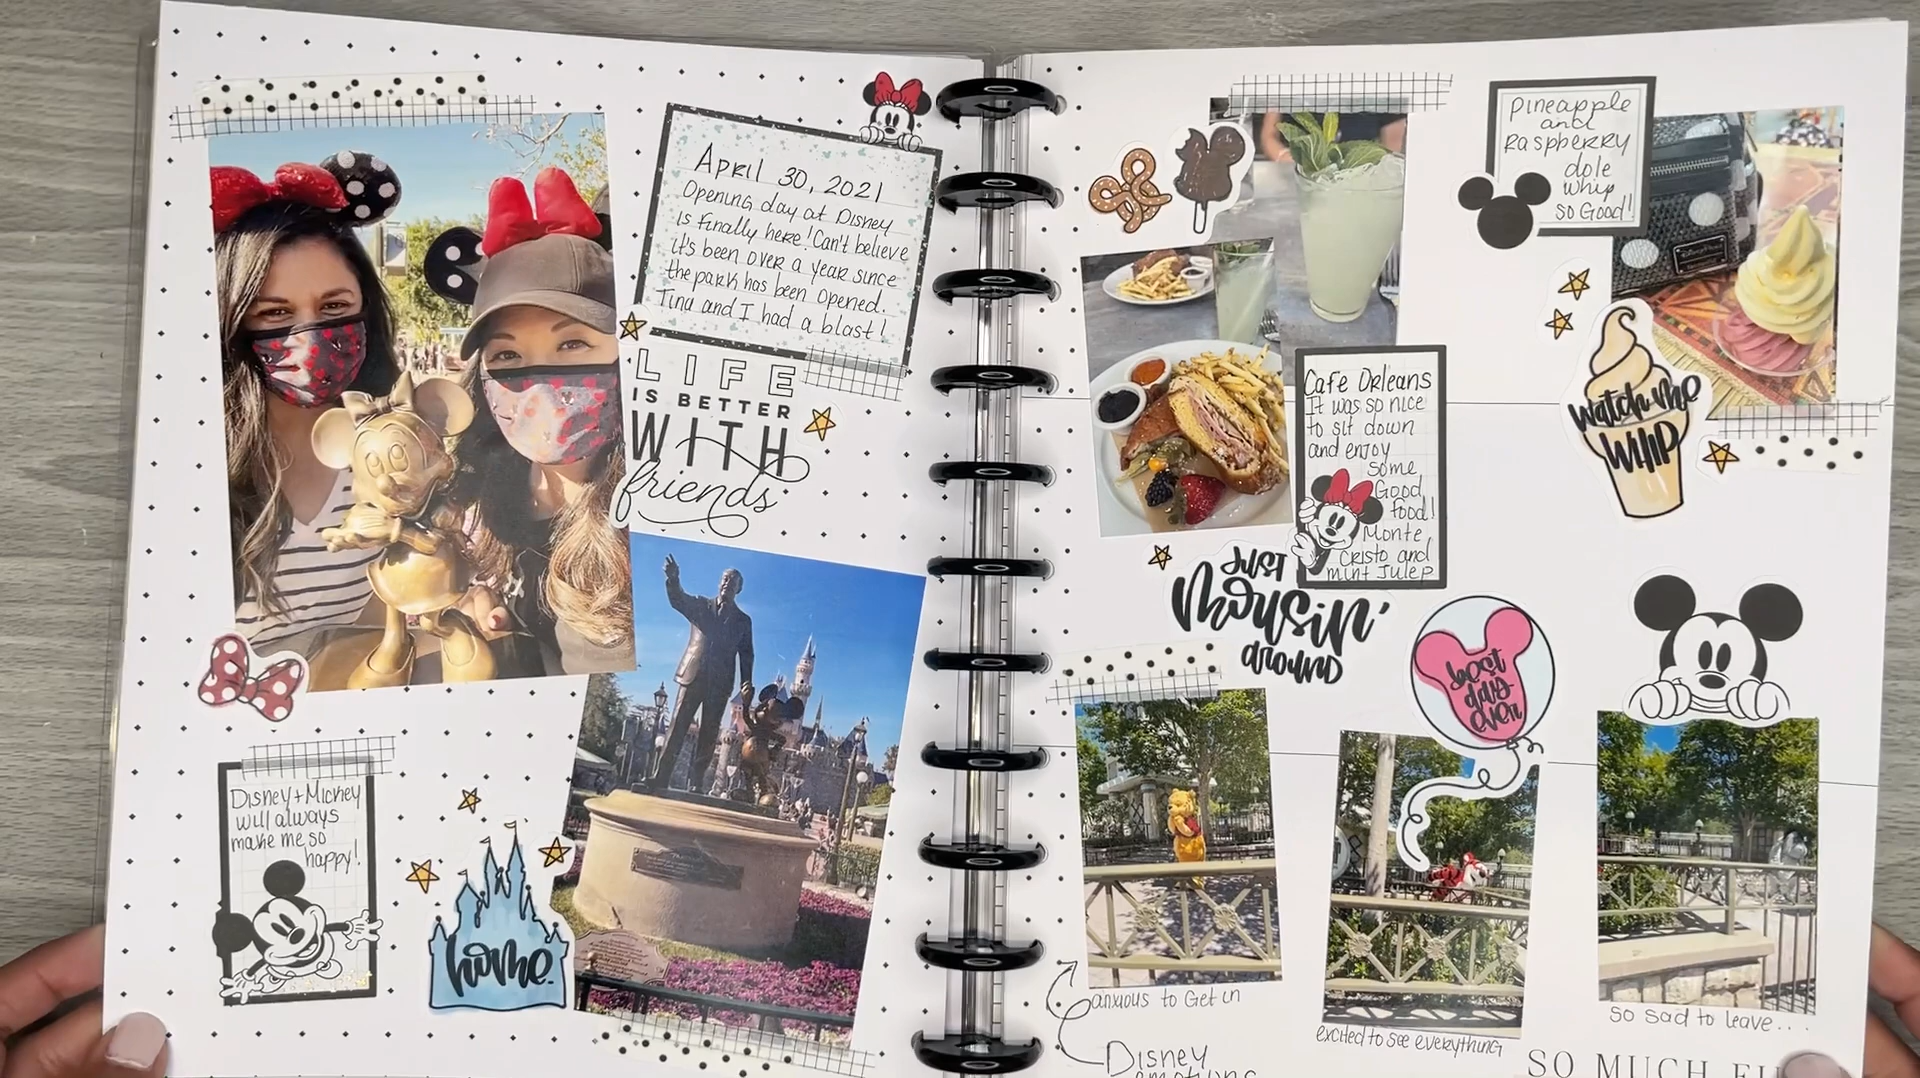 April 30, 2021
Opening day at Disney
is finally here! Can't believe
it's been over a year since
the park has been opened.
Tina and I had a blast!
LIFE
IS BETTER
WITH
friends
Disney + Mickey
will always
make me so
happy!
home.
Pineapple
and
Raspberry
dole
whip
so Good!
watch me
WHIP
Cafe Orleans
It was so nice
to sit down
and enjoy
some
Good
food!
Monte
Cristo and
mint Julep
JUST
Mousin'
around
best
day
ever
anxious to Get in
excited to see everything
so sad to leave...
Disney
emotions
SO MUCH